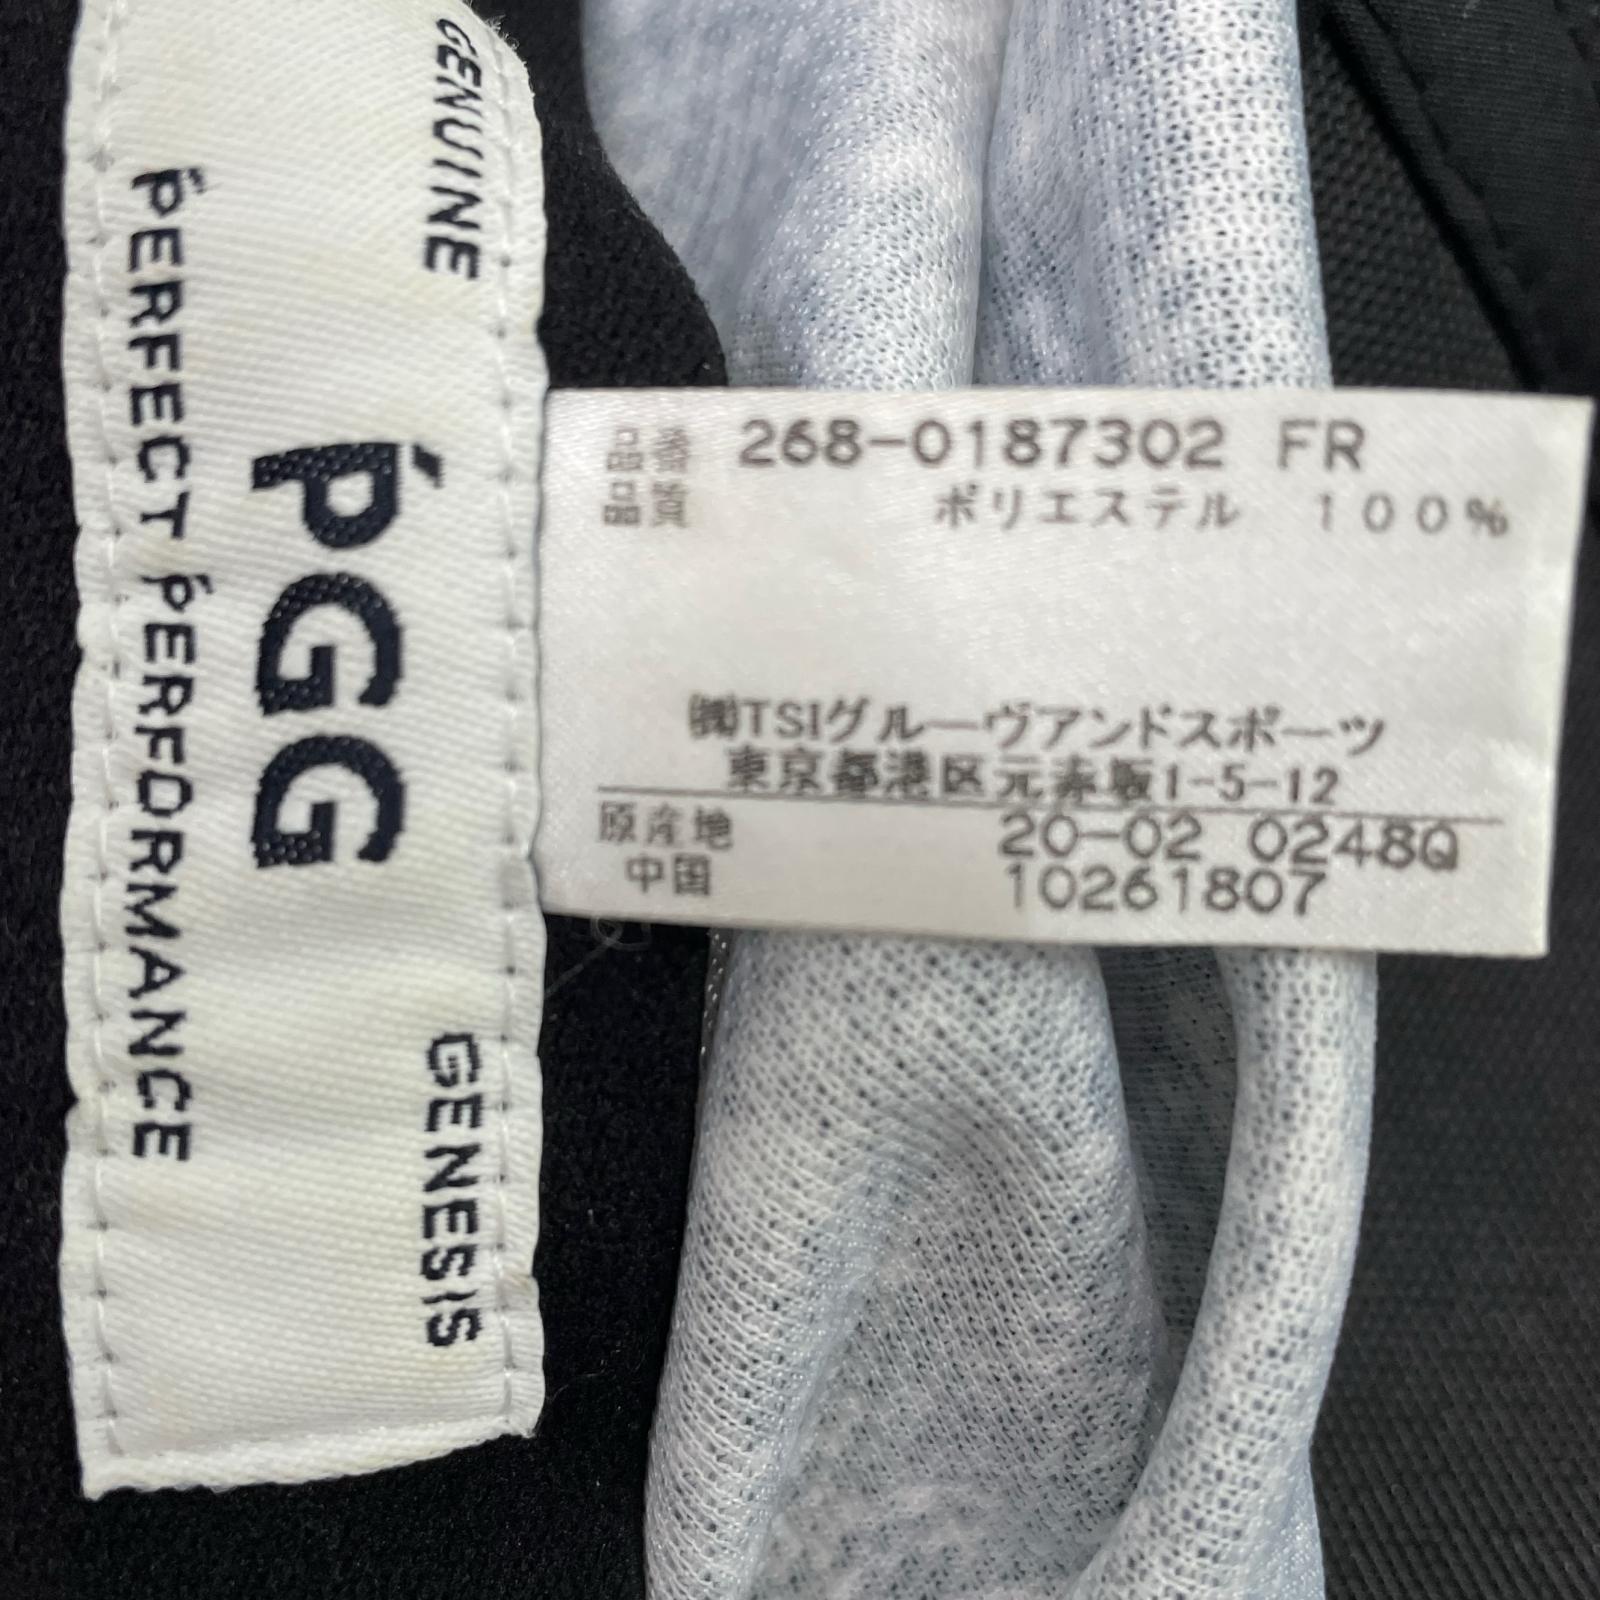 GENUINE GENESIS
PGG
PERFECT PERFORMANCE
品番 268-0187302 FR
品質 ポリエステル 100%
㈱TSIグルーヴアンドスポーツ
東京都港区元赤坂1-5-12
原産地 20-02 0248Q
中国 10261807